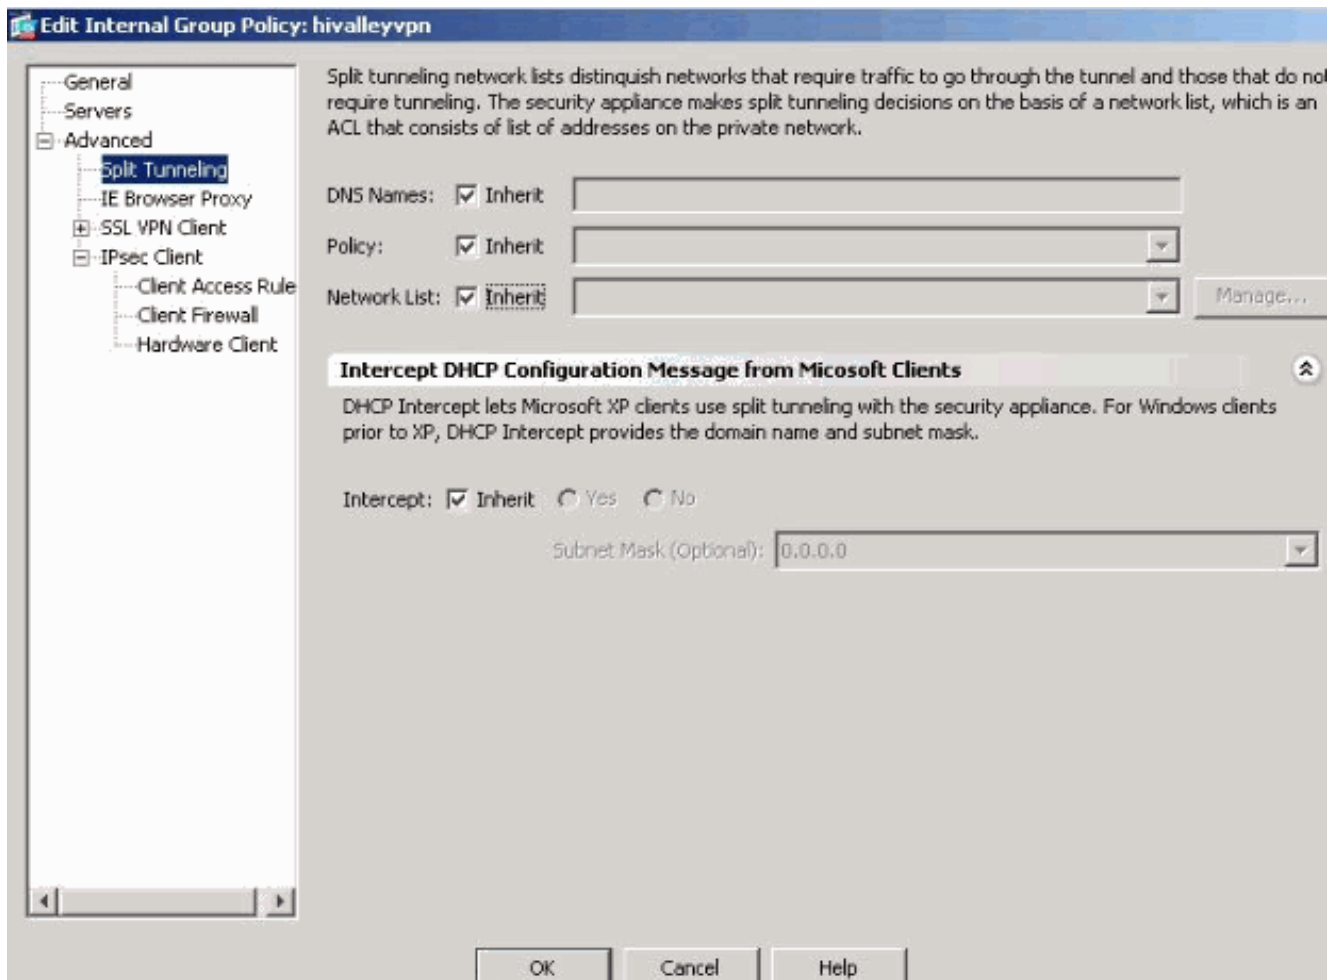 Edit Internal Group Policy: hivalleyvpn
General
Servers
Advanced
Split Tunneling
IE Browser Proxy
SSL VPN Client
IPsec Client
Client Access Rule
Client Firewall
Hardware Client
Split tunneling network lists distinquish networks that require traffic to go through the tunnel and those that do not
require tunneling. The security appliance makes split tunneling decisions on the basis of a network list, which is an
ACL that consists of list of addresses on the private network.
DNS Names: Inherit
Policy: Inherit
Network List: Inherit Manage...
Intercept DHCP Configuration Message from Micosoft Clients
DHCP Intercept lets Microsoft XP clients use split tunneling with the security appliance. For Windows clients
prior to XP, DHCP Intercept provides the domain name and subnet mask.
Intercept: Inherit Yes No
Subnet Mask (Optional): 0.0.0.0
OK Cancel Help